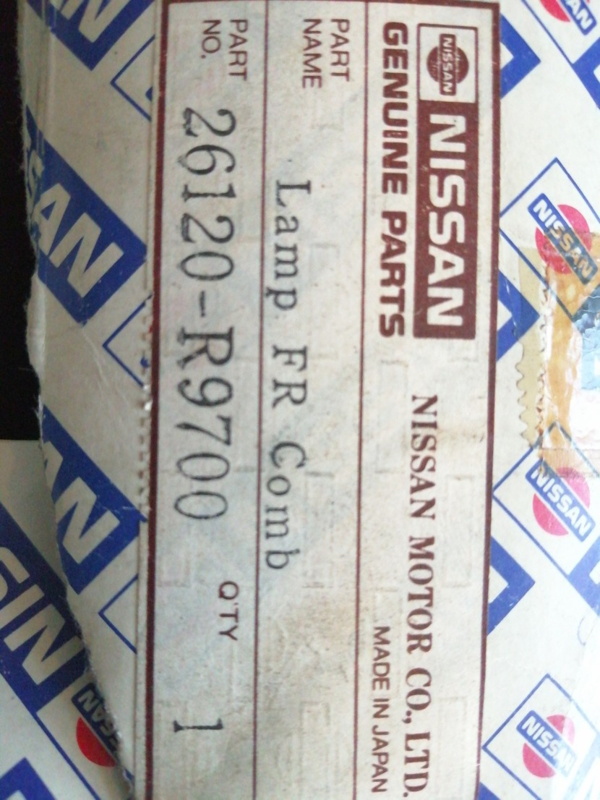 NISSAN
NISSAN
GENUINE PARTS
NISSAN MOTOR CO., LTD.
MADE IN JAPAN
PART NAME
Lamp FR Comb
PART NO.
26120-R9700
Q'TY
1
NISSAN
NISSAN
NISSAN